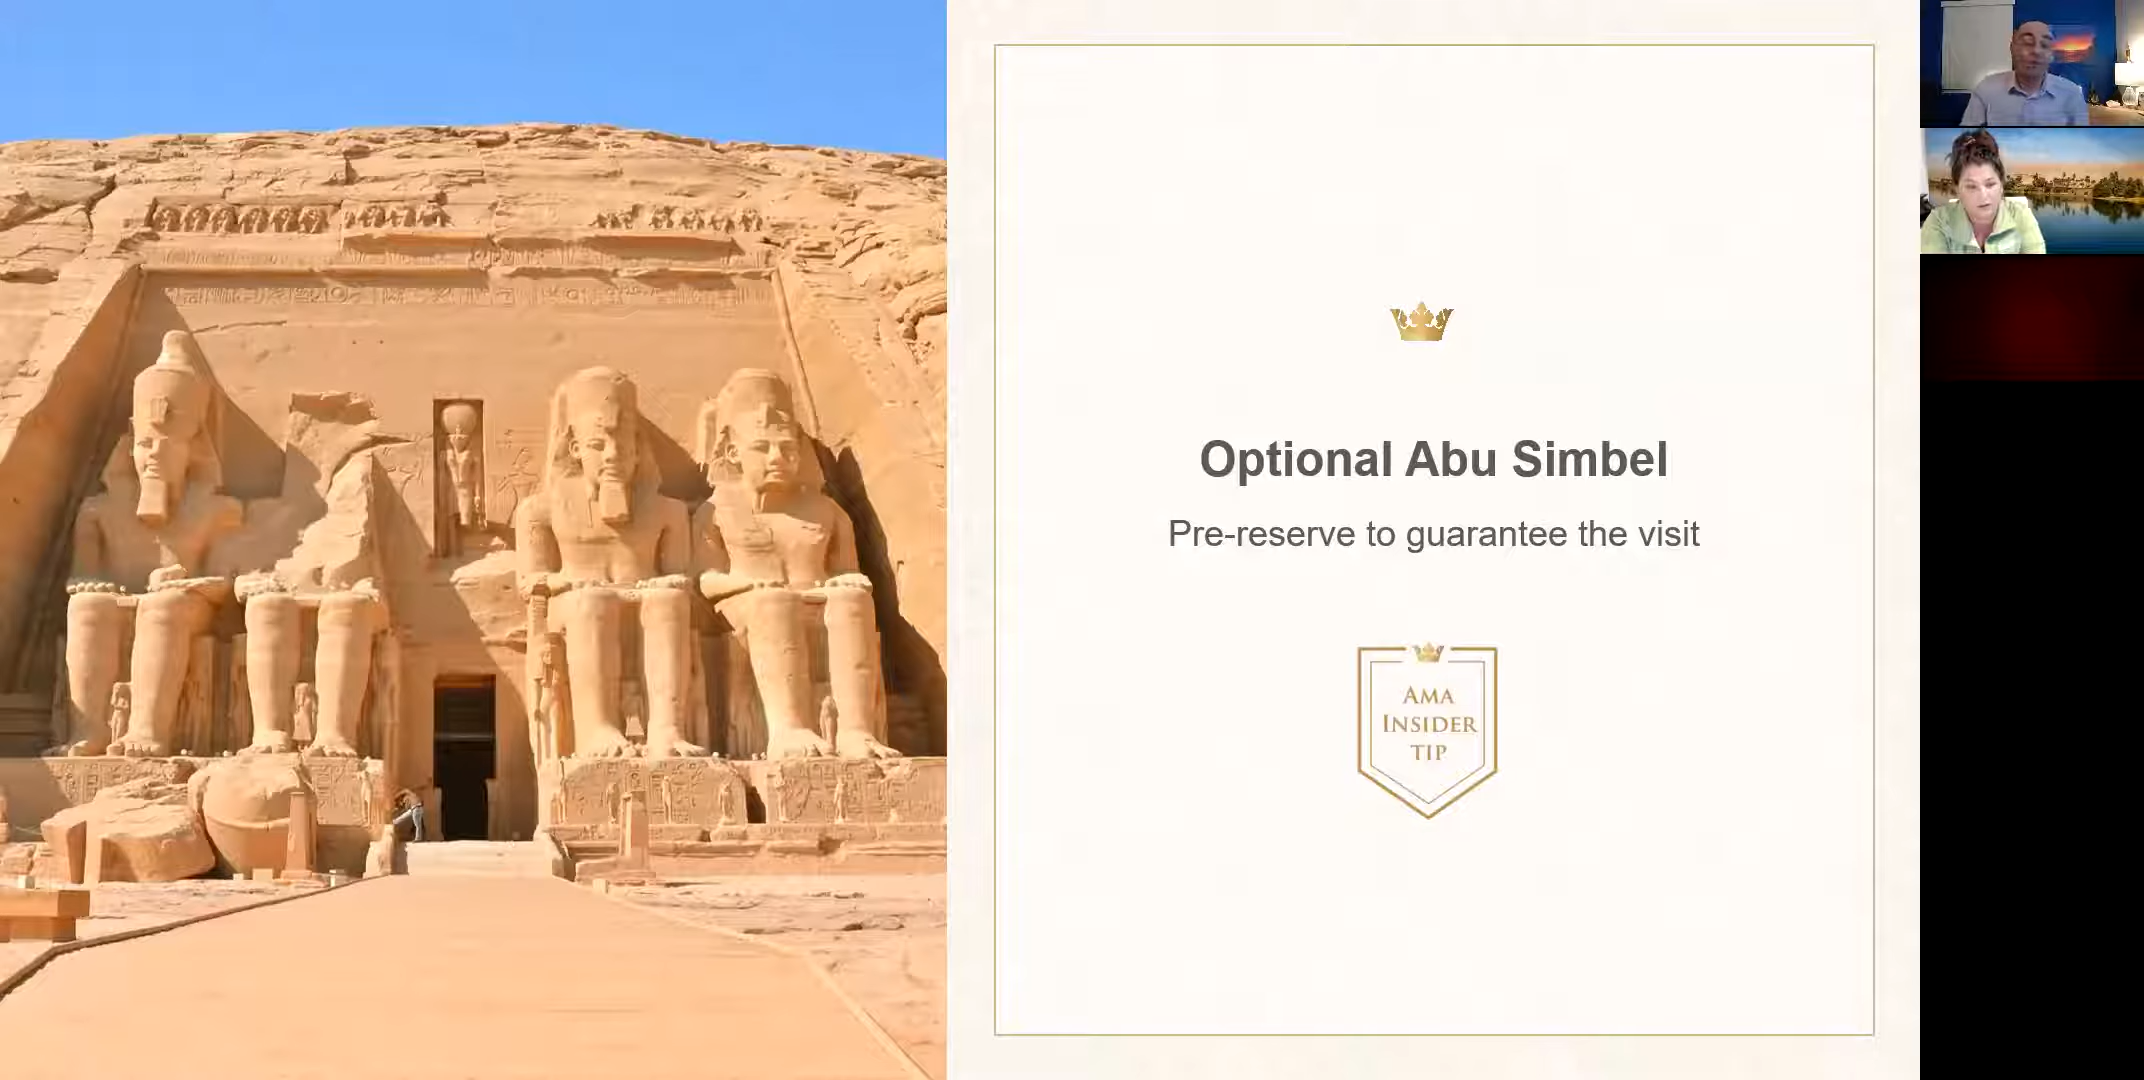 Optional Abu Simbel
Pre-reserve to guarantee the visit
AMA
INSIDER
TIP